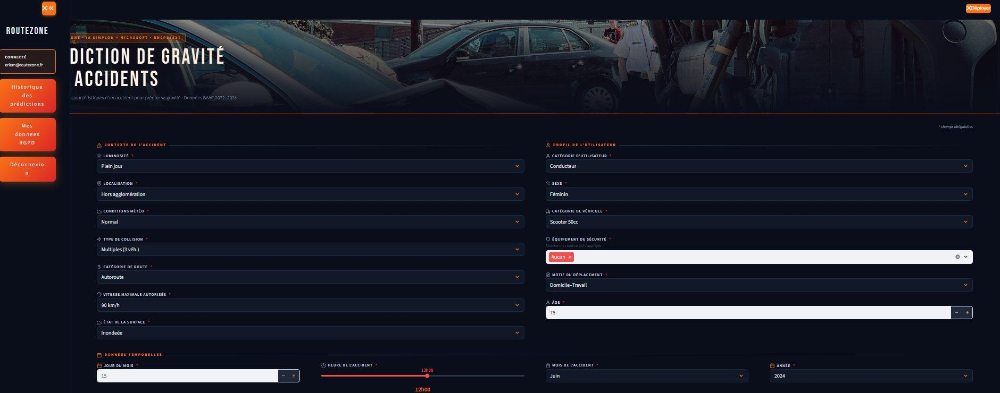 Déployer
ROUTEZONE
CONNECTÉ
eriem@routezone.fr
Historique
des
prédictions
Mes
donnees
RGPD
Déconnexio
n
ONE · IA SIMPLON × MICROSOFT · RNCP37827
DICTION DE GRAVITÉ
ACCIDENTS
caractéristiques d'un accident pour prédire sa gravité · Données BAAC 2022–2024
* champs obligatoires
CONTEXTE DE L'ACCIDENT
LUMINOSITÉ *
Plein jour
LOCALISATION *
Hors agglomération
CONDITIONS MÉTÉO *
Normal
TYPE DE COLLISION *
Multiples (3 véh.)
CATÉGORIE DE ROUTE *
Autoroute
VITESSE MAXIMALE AUTORISÉE *
90 km/h
ÉTAT DE LA SURFACE *
Inondeée
PROFIL DE L'UTILISATEUR
CATÉGORIE D'UTILISATEUR *
Conducteur
SEXE *
Féminin
CATÉGORIE DE VÉHICULE *
Scooter 50cc
ÉQUIPEMENT DE SÉCURITÉ *
Sélectionnez tout ce qui s'applique
Aucun ×
MOTIF DU DÉPLACEMENT *
Domicile–Travail
ÂGE *
75
DONNÉES TEMPORELLES
JOUR DU MOIS *
15
HEURE DE L'ACCIDENT *
12h00
12h00
MOIS DE L'ACCIDENT *
Juin
ANNÉE *
2024